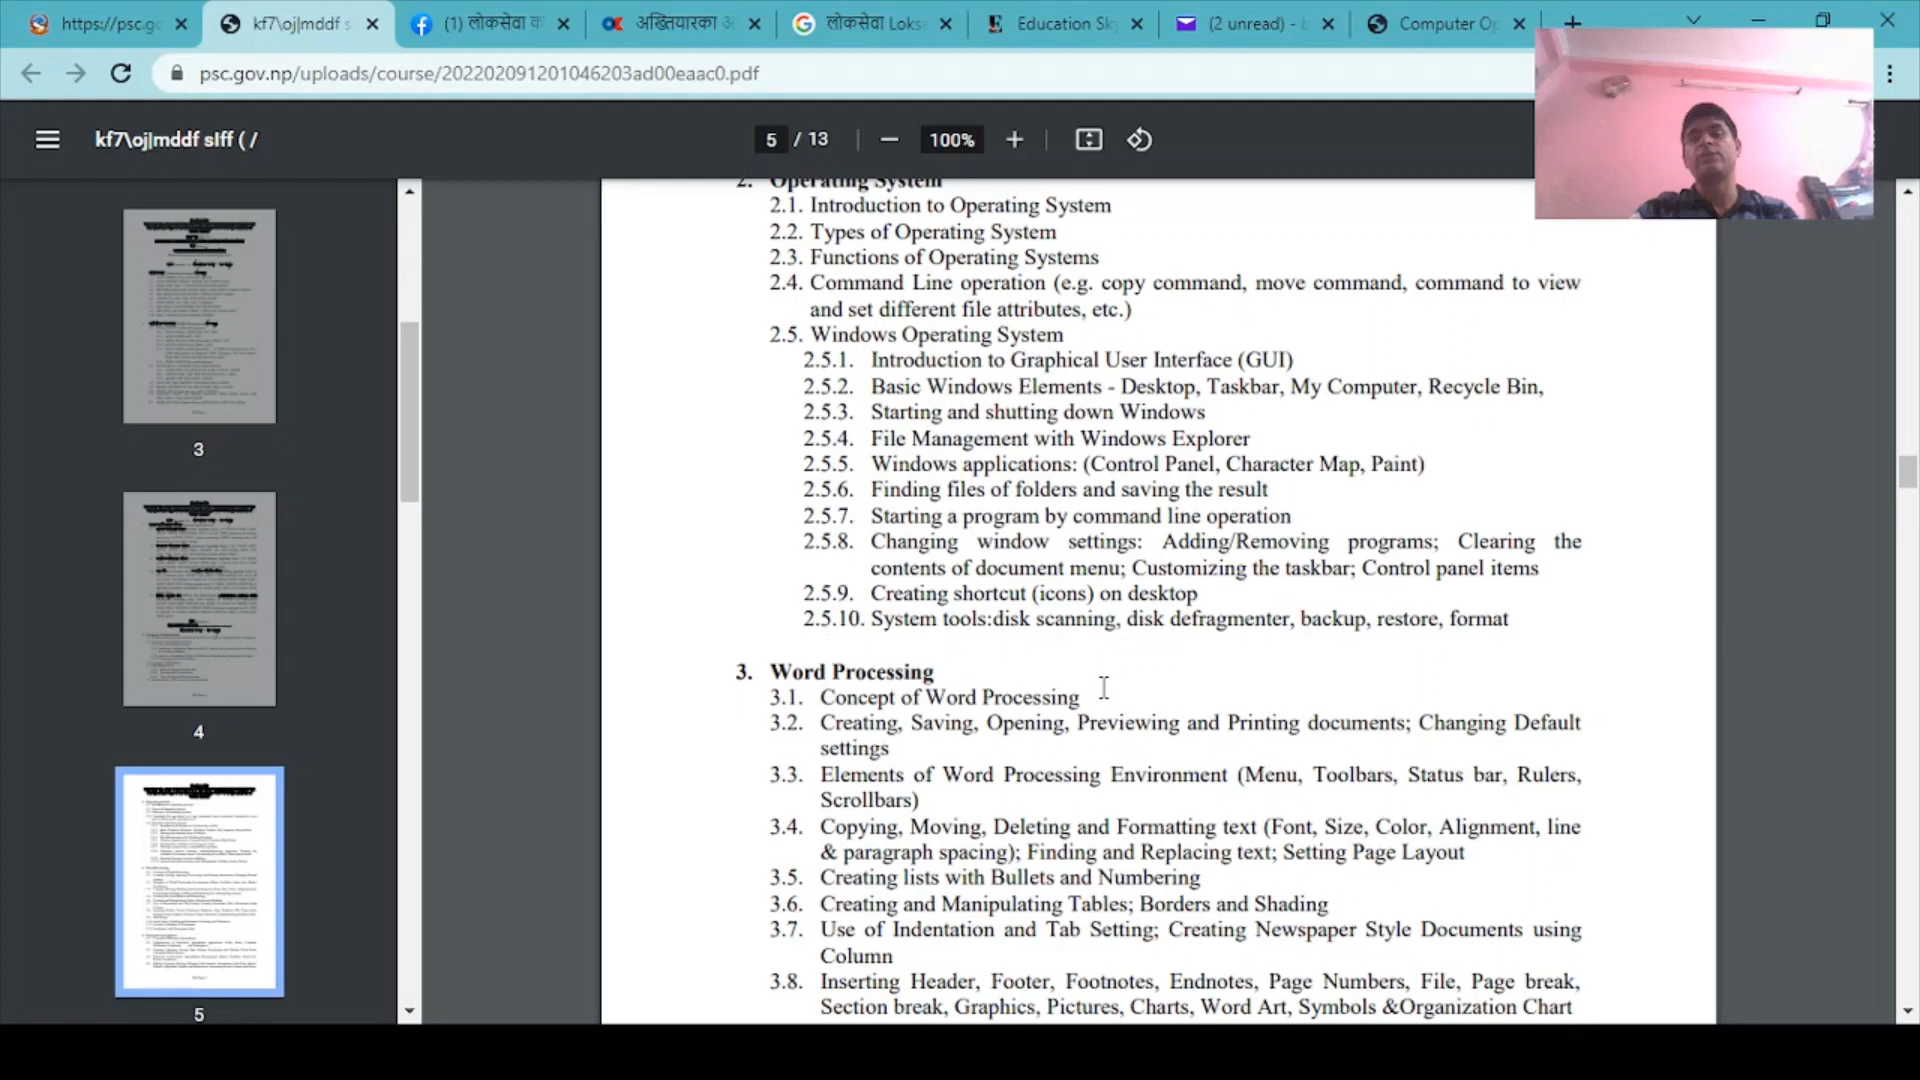 https://psc.g
kf7\oj|mddf s
(1) लोकसेवा क
अख्तियारका अ
लोकसेवा Loks
Education Sk
(2 unread) - b
Computer Op
psc.gov.np/uploads/course/202202091201046203ad00eaac0.pdf
kf7\oj|mddf slff ( /
5 / 13
100%
3
4
5
2. Operating System
2.1. Introduction to Operating System
2.2. Types of Operating System
2.3. Functions of Operating Systems
2.4. Command Line operation (e.g. copy command, move command, command to view
and set different file attributes, etc.)
2.5. Windows Operating System
2.5.1. Introduction to Graphical User Interface (GUI)
2.5.2. Basic Windows Elements - Desktop, Taskbar, My Computer, Recycle Bin,
2.5.3. Starting and shutting down Windows
2.5.4. File Management with Windows Explorer
2.5.5. Windows applications: (Control Panel, Character Map, Paint)
2.5.6. Finding files of folders and saving the result
2.5.7. Starting a program by command line operation
2.5.8. Changing window settings: Adding/Removing programs; Clearing the
contents of document menu; Customizing the taskbar; Control panel items
2.5.9. Creating shortcut (icons) on desktop
2.5.10. System tools:disk scanning, disk defragmenter, backup, restore, format
3. Word Processing
3.1. Concept of Word Processing
3.2. Creating, Saving, Opening, Previewing and Printing documents; Changing Default
settings
3.3. Elements of Word Processing Environment (Menu, Toolbars, Status bar, Rulers,
Scrollbars)
3.4. Copying, Moving, Deleting and Formatting text (Font, Size, Color, Alignment, line
& paragraph spacing); Finding and Replacing text; Setting Page Layout
3.5. Creating lists with Bullets and Numbering
3.6. Creating and Manipulating Tables; Borders and Shading
3.7. Use of Indentation and Tab Setting; Creating Newspaper Style Documents using
Column
3.8. Inserting Header, Footer, Footnotes, Endnotes, Page Numbers, File, Page break,
Section break, Graphics, Pictures, Charts, Word Art, Symbols &Organization Chart